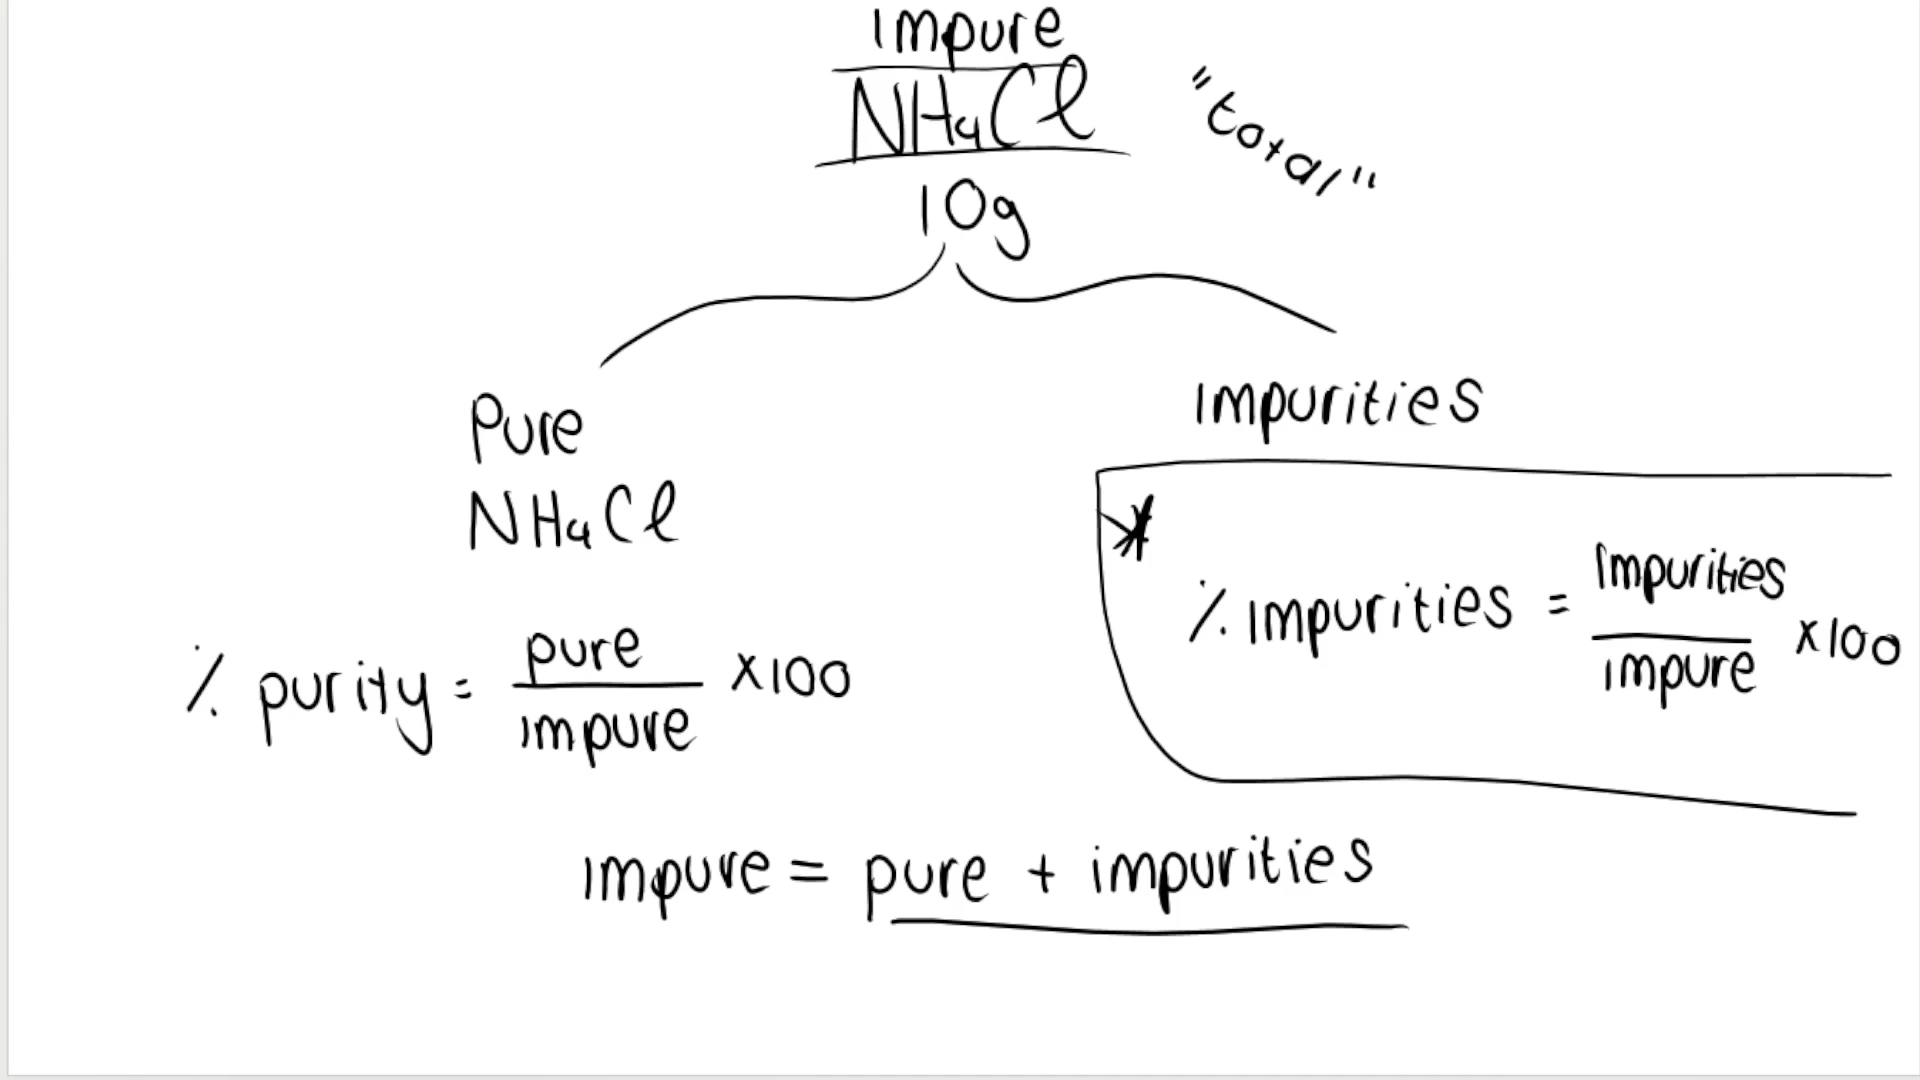 impure
NH4Cl
"total"
10g
Pure
NH4Cl
impurities
% purity = pure / impure x100
* % impurities = impurities / impure x100
impure = pure + impurities